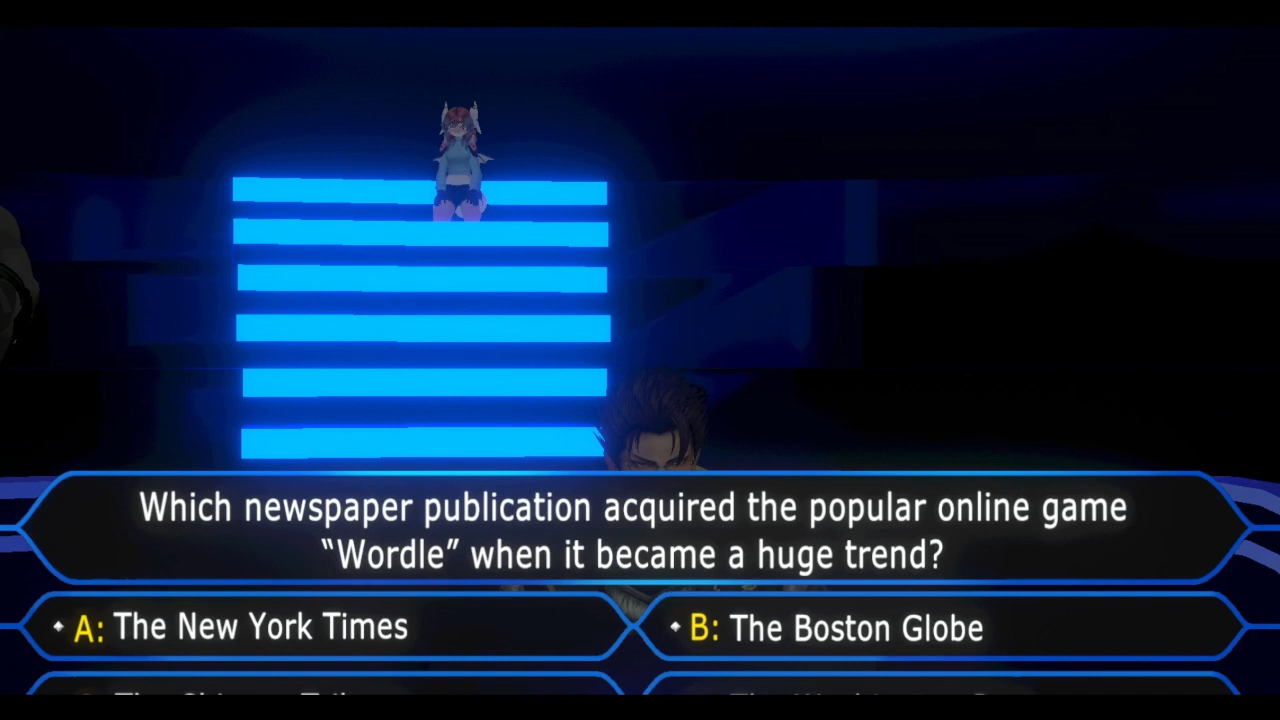 Which newspaper publication acquired the popular online game
“Wordle” when it became a huge trend?
A: The New York Times
B: The Boston Globe